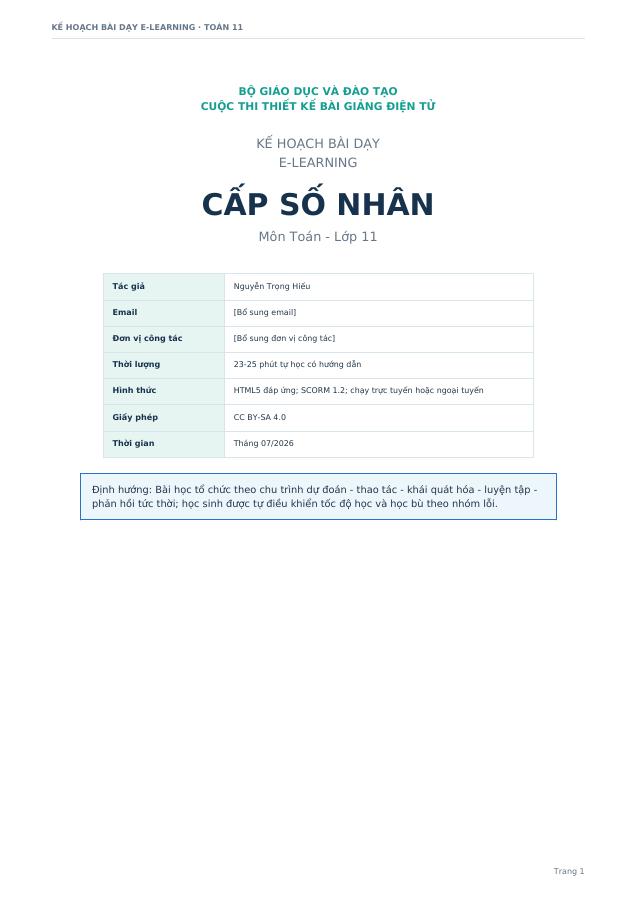 KẾ HOẠCH BÀI DẠY E-LEARNING · TOÁN 11
BỘ GIÁO DỤC VÀ ĐÀO TẠO
CUỘC THI THIẾT KẾ BÀI GIẢNG ĐIỆN TỬ
KẾ HOẠCH BÀI DẠY
E-LEARNING
CẤP SỐ NHÂN
Môn Toán - Lớp 11
Tác giả Nguyễn Trọng Hiếu
Email [Bổ sung email]
Đơn vị công tác [Bổ sung đơn vị công tác]
Thời lượng 23-25 phút tự học có hướng dẫn
Hình thức HTML5 đáp ứng; SCORM 1.2; chạy trực tuyến hoặc ngoại tuyến
Giấy phép CC BY-SA 4.0
Thời gian Tháng 07/2026
Định hướng: Bài học tổ chức theo chu trình dự đoán - thao tác - khái quát hóa - luyện tập -
phản hồi tức thời; học sinh được tự điều khiển tốc độ học và học bù theo nhóm lỗi.
Trang 1